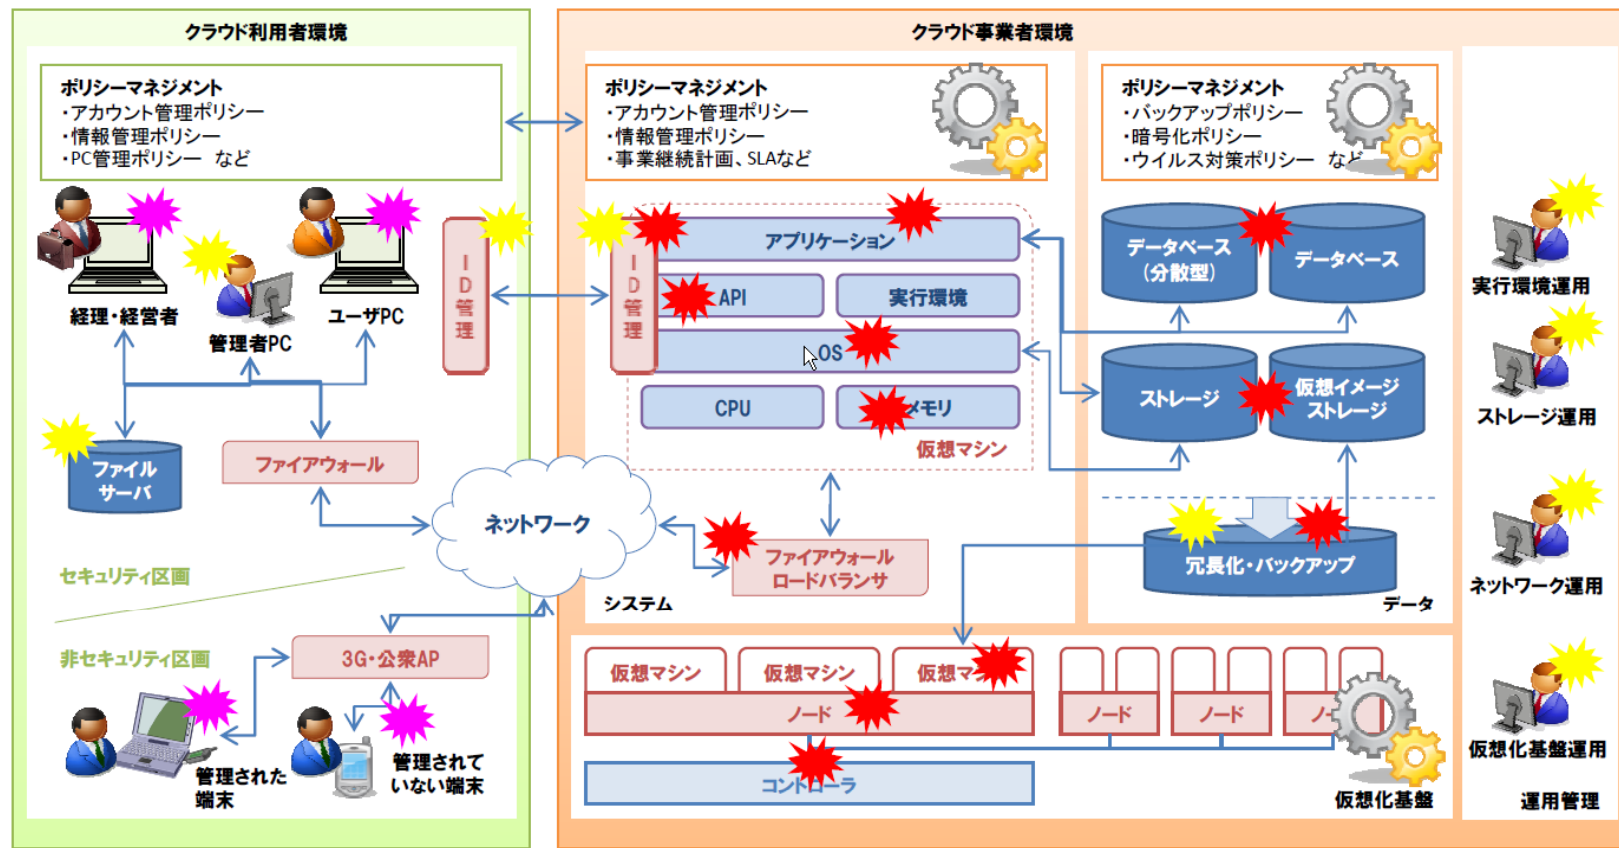 クラウド利用者環境
ポリシーマネジメント
・アカウント管理ポリシー
・情報管理ポリシー
・PC管理ポリシー など
経理・経営者
管理者PC
ユーザPC
ID管理
ファイル
サーバ
ファイアウォール
ネットワーク
セキュリティ区画
非セキュリティ区画
3G・公衆AP
管理された
端末
管理されて
いない端末
クラウド事業者環境
ポリシーマネジメント
・アカウント管理ポリシー
・情報管理ポリシー
・事業継続計画、SLAなど
ID管理
アプリケーション
API
実行環境
OS
CPU
メモリ
仮想マシン
ファイアウォール
ロードバランサ
システム
ポリシーマネジメント
・バックアップポリシー
・暗号化ポリシー
・ウイルス対策ポリシー など
データベース
(分散型)
データベース
ストレージ
仮想イメージ
ストレージ
冗長化・バックアップ
データ
仮想マシン
仮想マシン
仮想マシン
ノード
ノード
ノード
ノード
コントローラ
仮想化基盤
実行環境運用
ストレージ運用
ネットワーク運用
仮想化基盤運用
運用管理